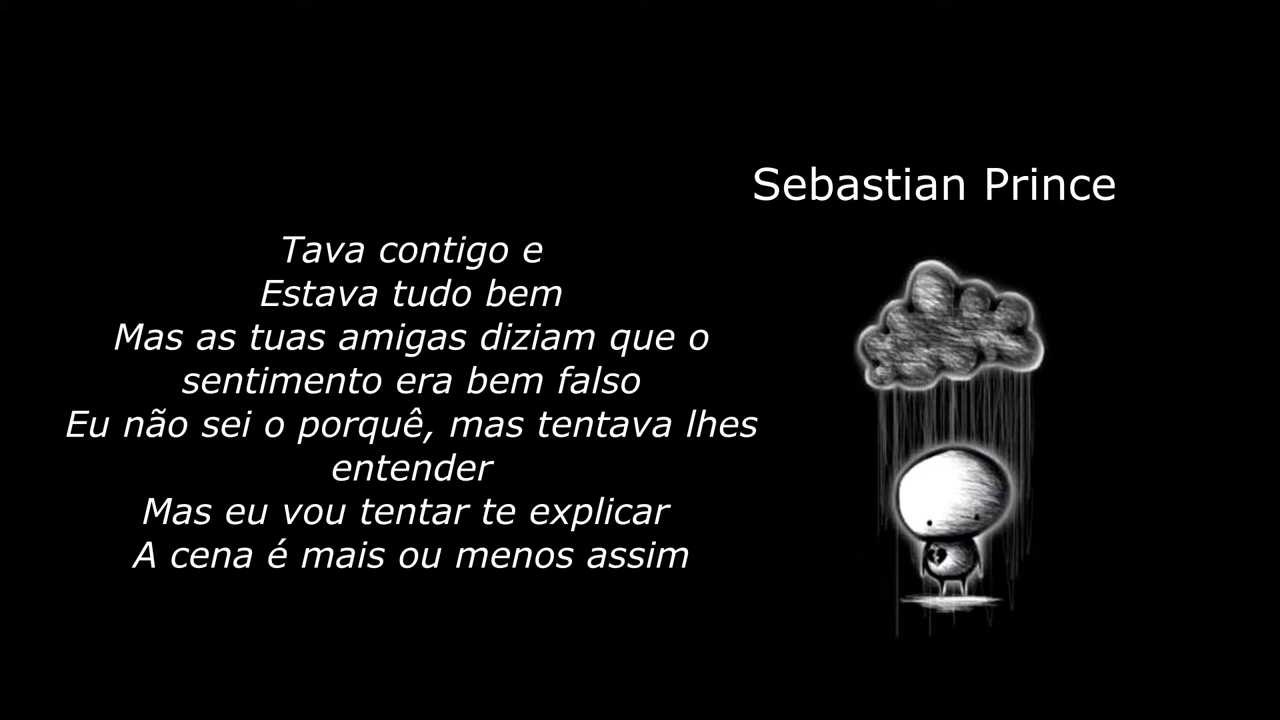 Sebastian Prince
Tava contigo e
Estava tudo bem
Mas as tuas amigas diziam que o
sentimento era bem falso
Eu não sei o porquê, mas tentava lhes
entender
Mas eu vou tentar te explicar
A cena é mais ou menos assim